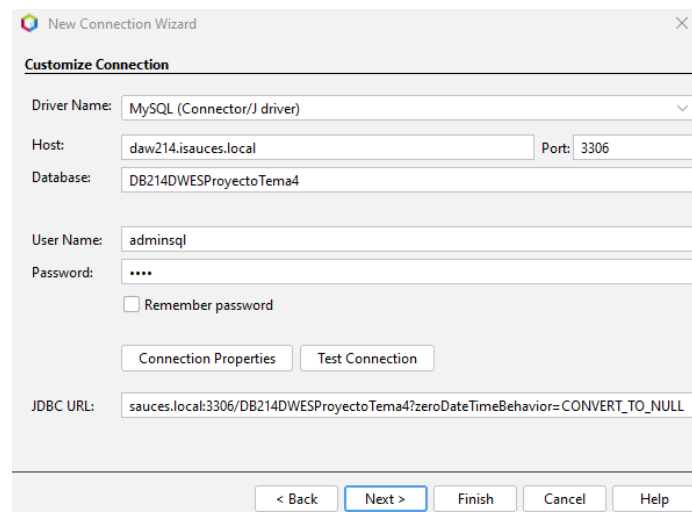 New Connection Wizard
Customize Connection
Driver Name: MySQL (Connector/J driver)
Host: daw214.isauces.local Port: 3306
Database: DB214DWESProyectoTema4
User Name: adminsql
Password: ••••
Remember password
Connection Properties Test Connection
JDBC URL: sauces.local:3306/DB214DWESProyectoTema4?zeroDateTimeBehavior=CONVERT_TO_NULL
< Back Next > Finish Cancel Help